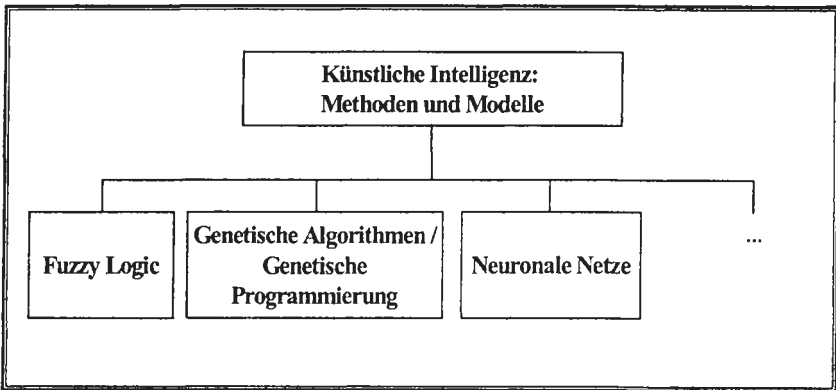 Künstliche Intelligenz:
Methoden und Modelle
Fuzzy Logic
Genetische Algorithmen /
Genetische
Programmierung
Neuronale Netze
...